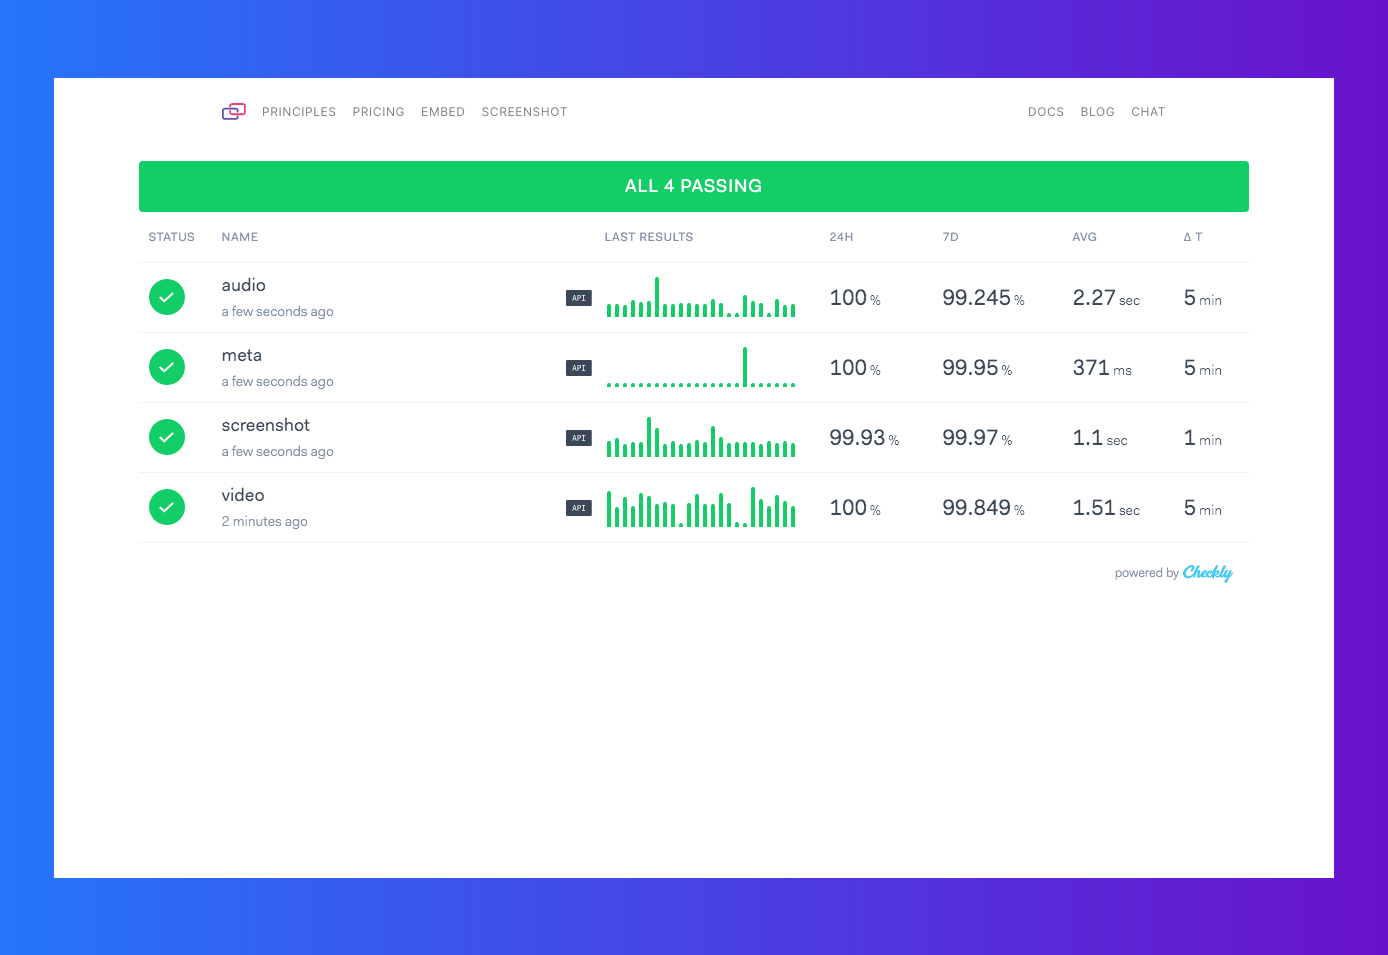 PRINCIPLES PRICING EMBED SCREENSHOT DOCS BLOG CHAT
ALL 4 PASSING
STATUS NAME LAST RESULTS 24H 7D AVG Δ T
audio
a few seconds ago
API 100 % 99.245 % 2.27 sec 5 min
meta
a few seconds ago
API 100 % 99.95 % 371 ms 5 min
screenshot
a few seconds ago
API 99.93 % 99.97 % 1.1 sec 1 min
video
2 minutes ago
API 100 % 99.849 % 1.51 sec 5 min
powered by Checkly